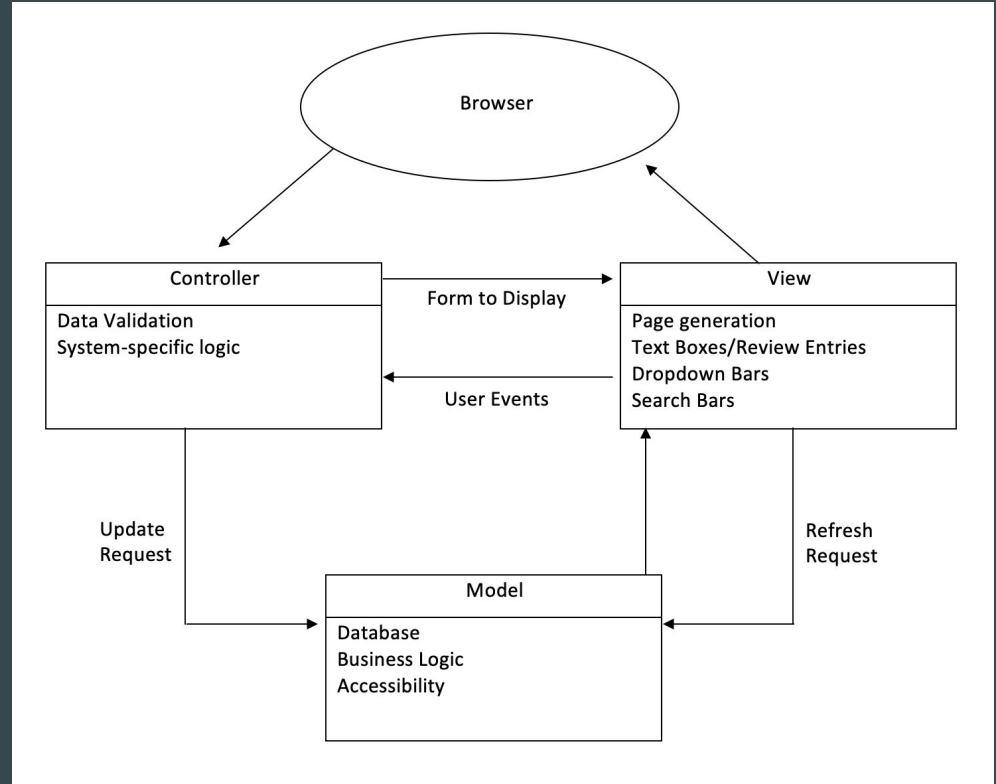 Browser
Controller
Data Validation
System-specific logic
Form to Display
User Events
View
Page generation
Text Boxes/Review Entries
Dropdown Bars
Search Bars
Update
Request
Refresh
Request
Model
Database
Business Logic
Accessibility